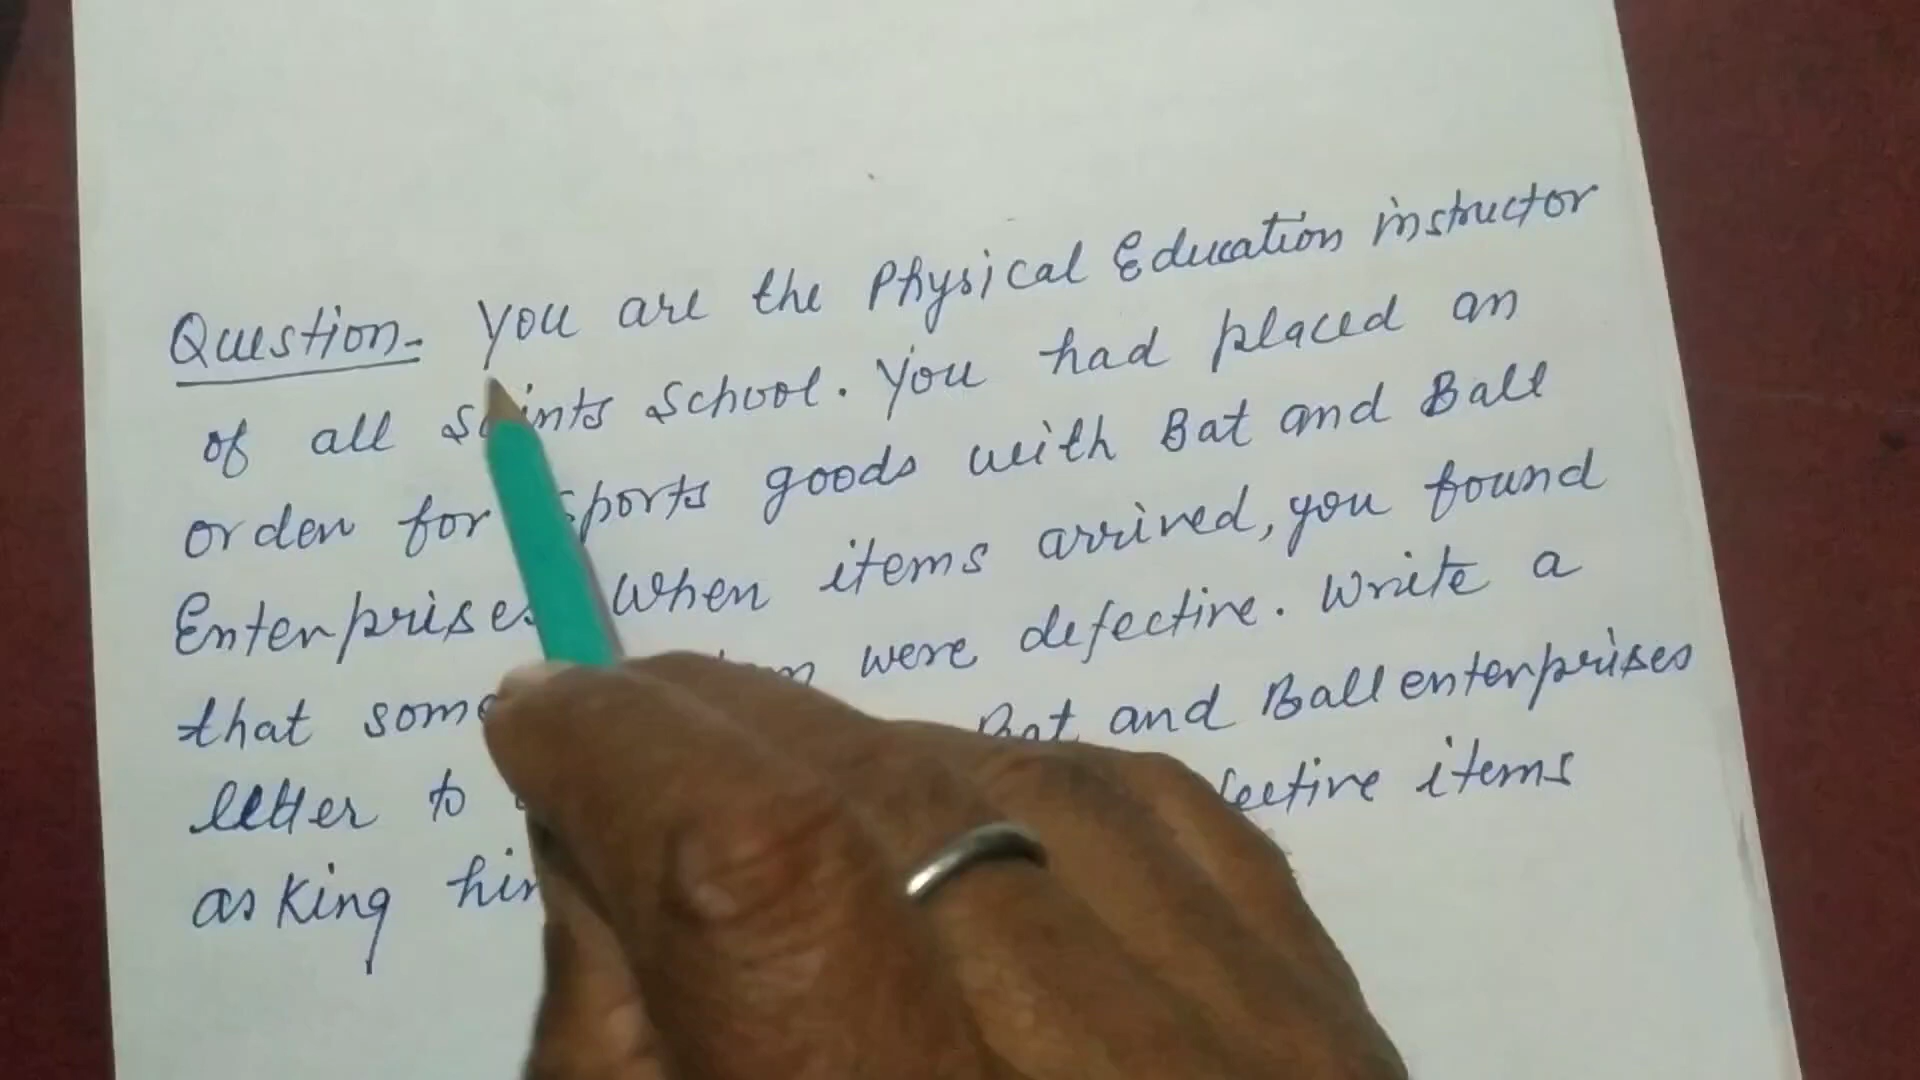 Question- You are the Physical Education instructor
of all Saints School. You had placed an
order for sports goods with Bat and Ball
Enterprises When items arrived, you found
that some were defective. Write a
letter to Bat and Ball enterprises
asking items